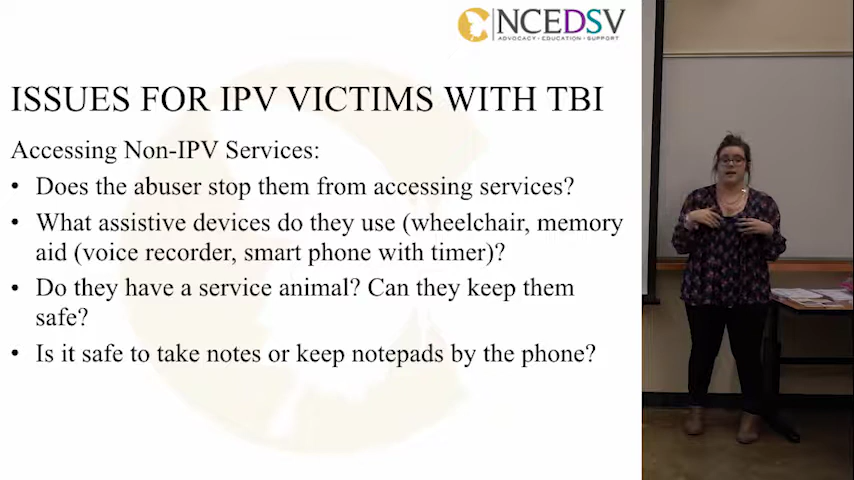 NCEDSV
ADVOCACY • EDUCATION • SUPPORT
ISSUES FOR IPV VICTIMS WITH TBI
Accessing Non-IPV Services:
• Does the abuser stop them from accessing services?
• What assistive devices do they use (wheelchair, memory
aid (voice recorder, smart phone with timer)?
• Do they have a service animal? Can they keep them
safe?
• Is it safe to take notes or keep notepads by the phone?